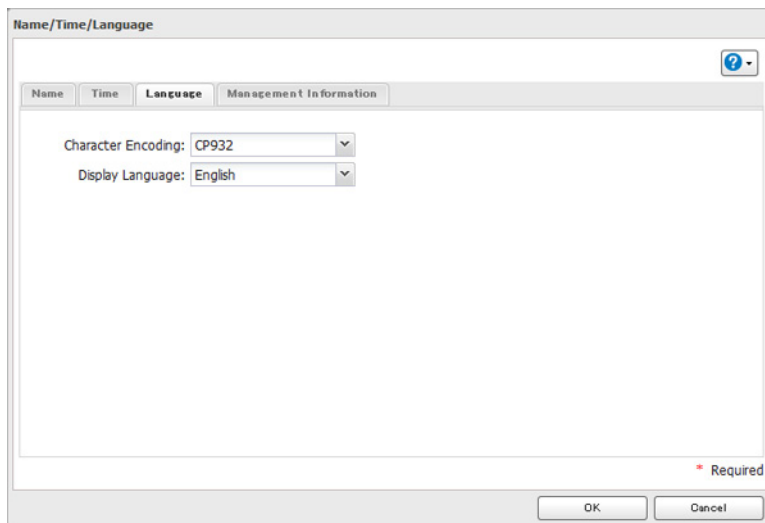 Name/Time/Language
?
Name Time Language Management Information
Character Encoding: CP932
Display Language: English
* Required
OK Cancel